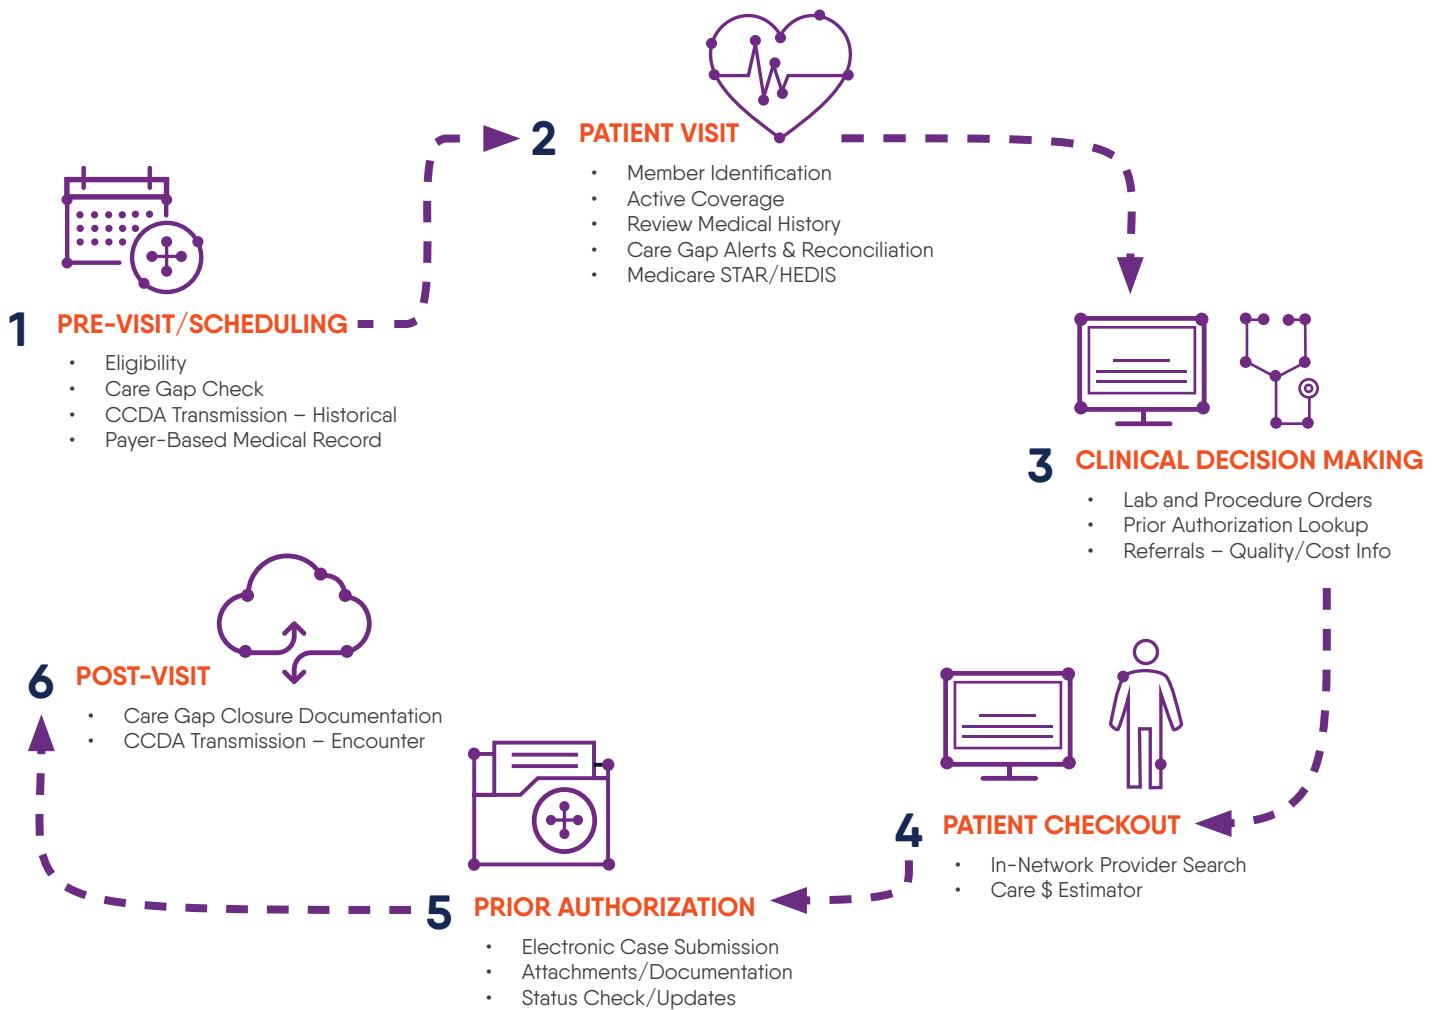 1 PRE-VISIT/SCHEDULING
• Eligibility
• Care Gap Check
• CCDA Transmission – Historical
• Payer-Based Medical Record
2 PATIENT VISIT
• Member Identification
• Active Coverage
• Review Medical History
• Care Gap Alerts & Reconciliation
• Medicare STAR/HEDIS
3 CLINICAL DECISION MAKING
• Lab and Procedure Orders
• Prior Authorization Lookup
• Referrals – Quality/Cost Info
4 PATIENT CHECKOUT
• In-Network Provider Search
• Care $ Estimator
5 PRIOR AUTHORIZATION
• Electronic Case Submission
• Attachments/Documentation
• Status Check/Updates
6 POST-VISIT
• Care Gap Closure Documentation
• CCDA Transmission – Encounter